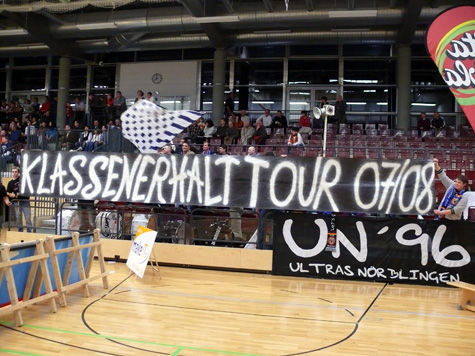 KLASSENERHALTTOUR 07/08
UN´96
ULTRAS NÖRDLINGEN